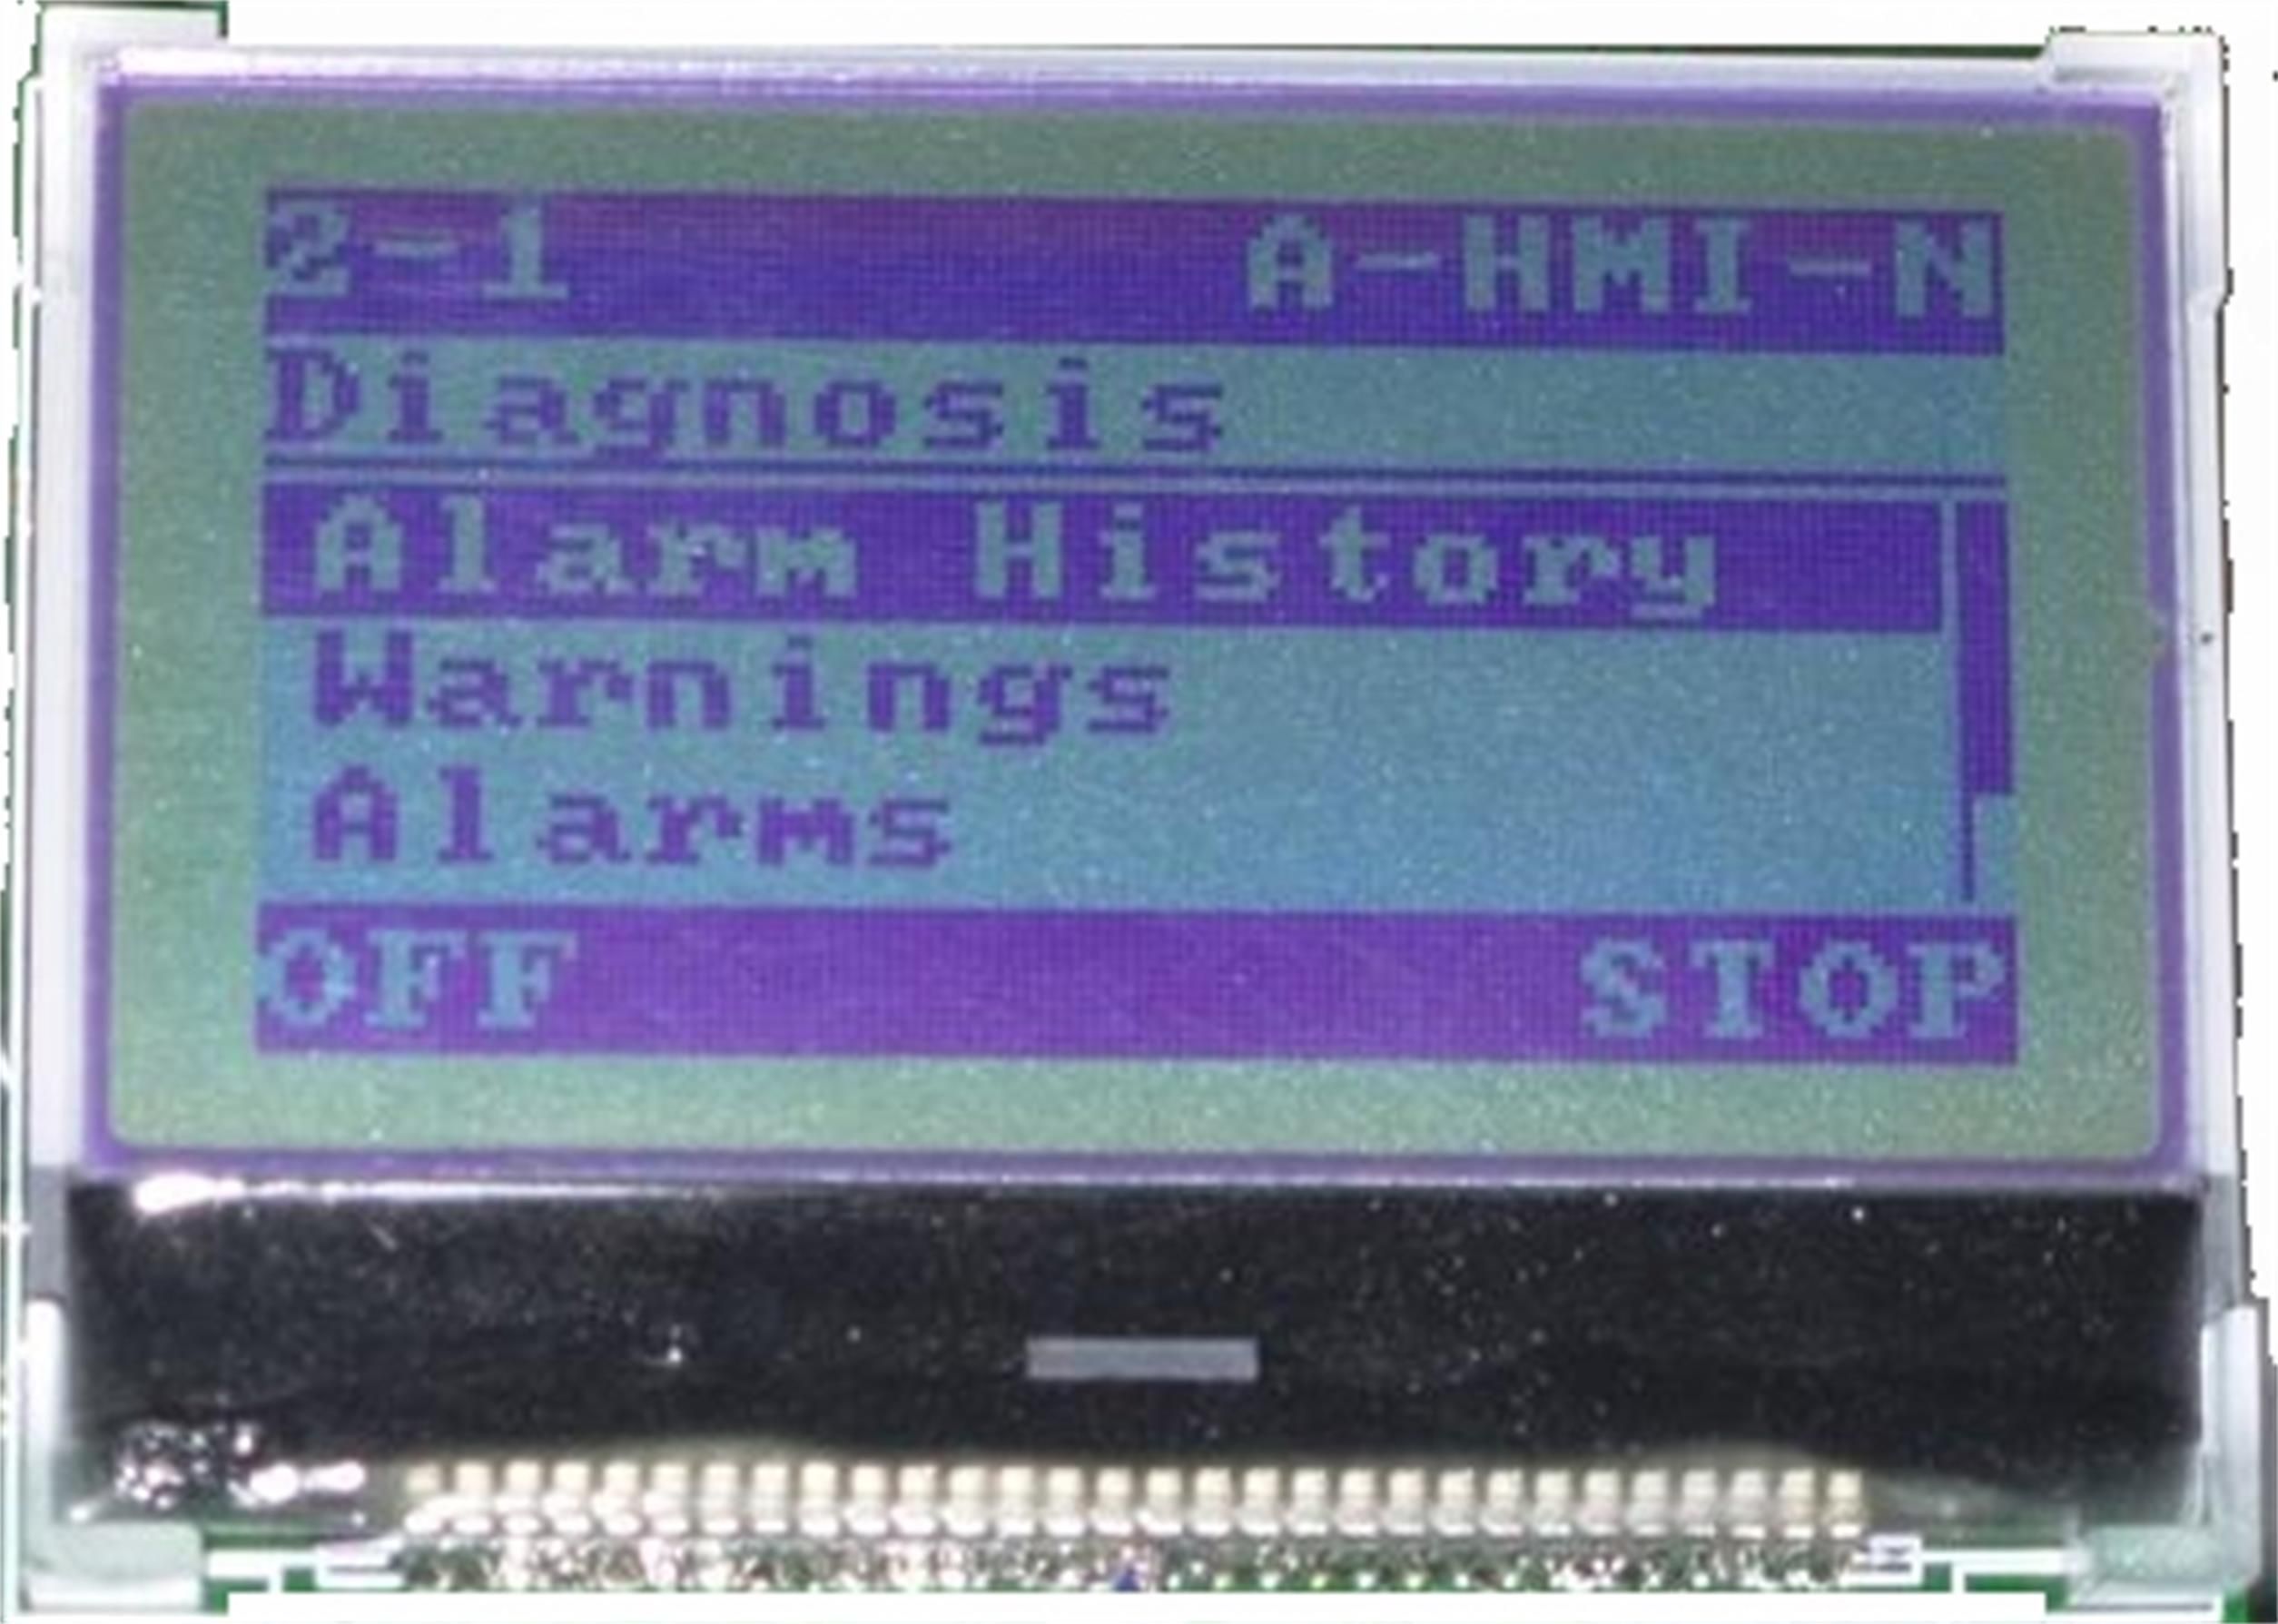 2-1 A-HMI-N
Diagnosis
Alarm History
Warnings
Alarms
OFF STOP